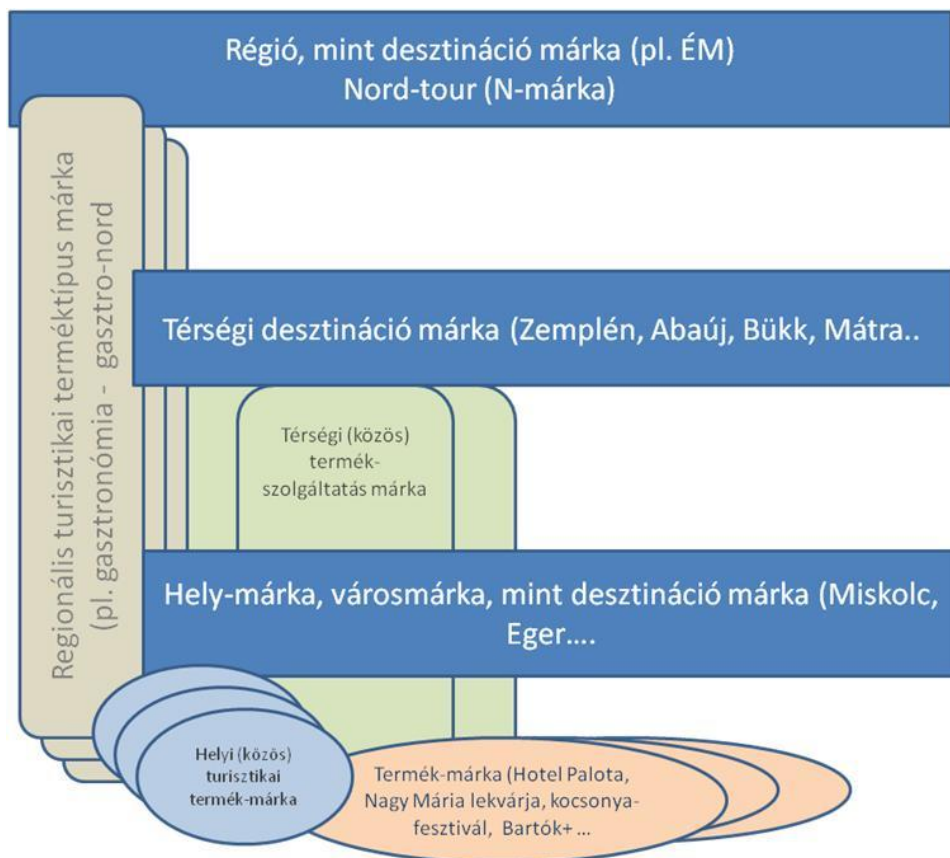 Régió, mint desztináció márka (pl. ÉM)
Nord-tour (N-márka)
Regionális turisztikai terméktípus márka
(pl. gasztronómia - gasztro-nord
Térségi desztináció márka (Zemplén, Abaúj, Bükk, Mátra..
Térségi (közös)
termék-
szolgáltatás márka
Hely-márka, városmárka, mint desztináció márka (Miskolc,
Eger....
Helyi (közös)
turisztikai
termék-márka
Termék-márka (Hotel Palota,
Nagy Mária lekvárja, kocsonya-
fesztivál, Bartók+ ...